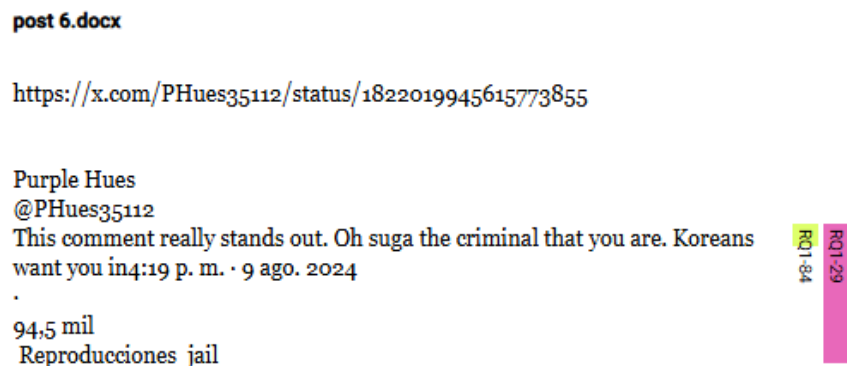 post 6.docx
https://x.com/PHues35112/status/1822019945615773855
Purple Hues
@PHues35112
This comment really stands out. Oh suga the criminal that you are. Koreans
want you in4:19 p. m. · 9 ago. 2024
·
94,5 mil
Reproducciones  jail
RQ1-84
RQ1-29